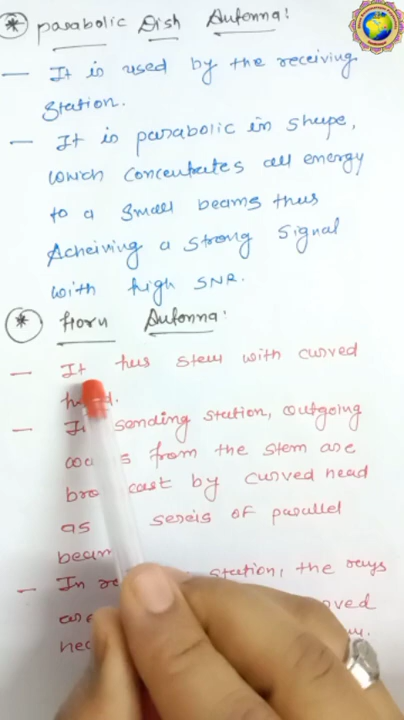 * parabolic Dish Antenna:
— It is used by the receiving
station.
— It is parabolic in shape,
which concentrates all energy
to a small beams thus
Acheiving a strong signal
with high SNR.
* Horn Antenna:
— It has stem with curved
— sending station, outgoing
from the stem are
by curved head
as sereis of parallel
— In station, the rays